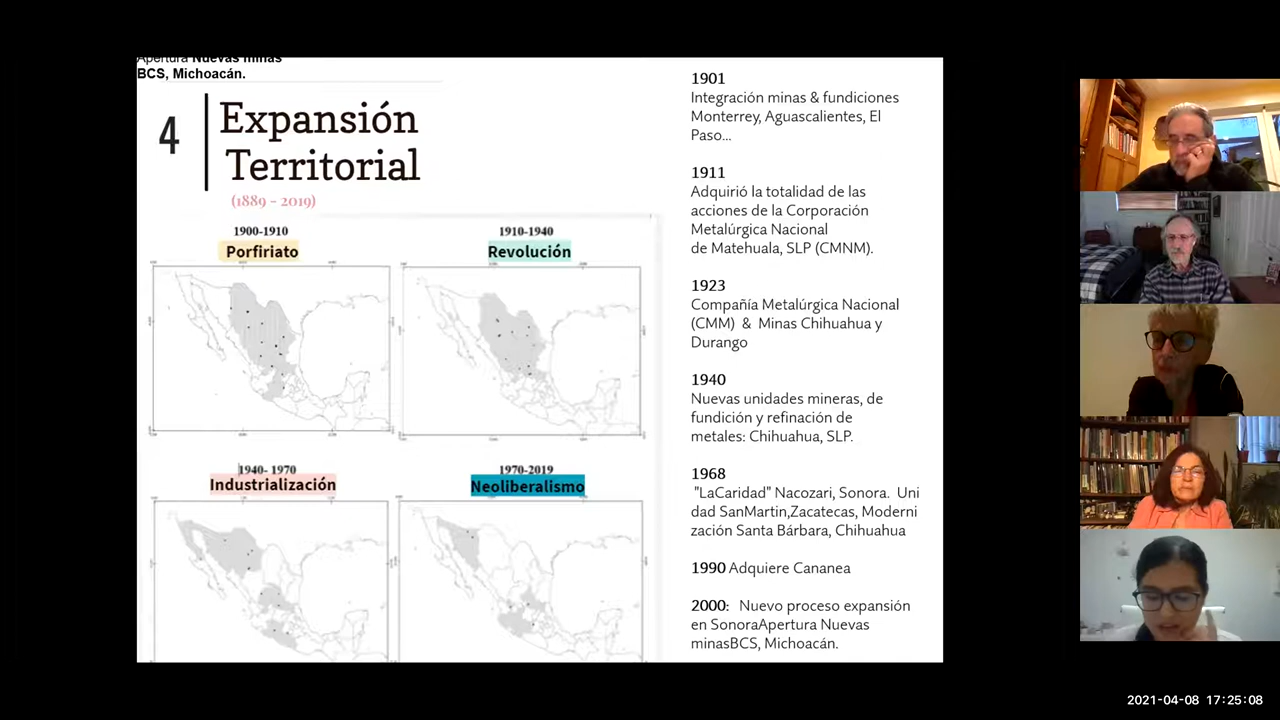 Apertura Nuevas minas
BCS, Michoacán.
4
Expansión
Territorial
(1889 - 2019)
1900-1910
Porfiriato
1910-1940
Revolución
1940- 1970
Industrialización
1970-2019
Neoliberalismo
1901
Integración minas & fundiciones
Monterrey, Aguascalientes, El
Paso...
1911
Adquirió la totalidad de las
acciones de la Corporación
Metalúrgica Nacional
de Matehuala, SLP (CMNM).
1923
Compañía Metalúrgica Nacional
(CMM) & Minas Chihuahua y
Durango
1940
Nuevas unidades mineras, de
fundición y refinación de
metales: Chihuahua, SLP.
1968
"LaCaridad" Nacozari, Sonora. Uni
dad SanMartin,Zacatecas, Moderni
zación Santa Bárbara, Chihuahua
1990 Adquiere Cananea
2000: Nuevo proceso expansión
en SonoraApertura Nuevas
minasBCS, Michoacán.
2021-04-08 17:25:08